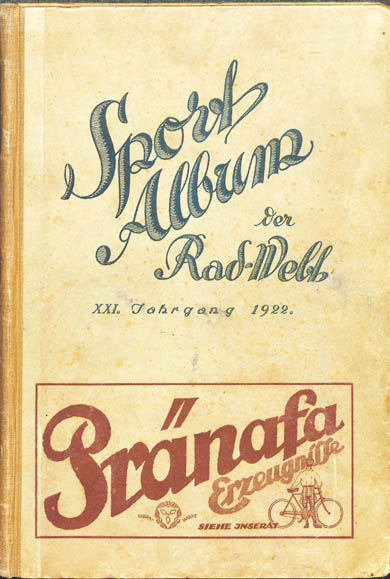 Sport
Album
der
Rad-Welt
XXI. Jahrgang 1922.
Pränafa
Erzeugnisse
SIEHE INSERAT